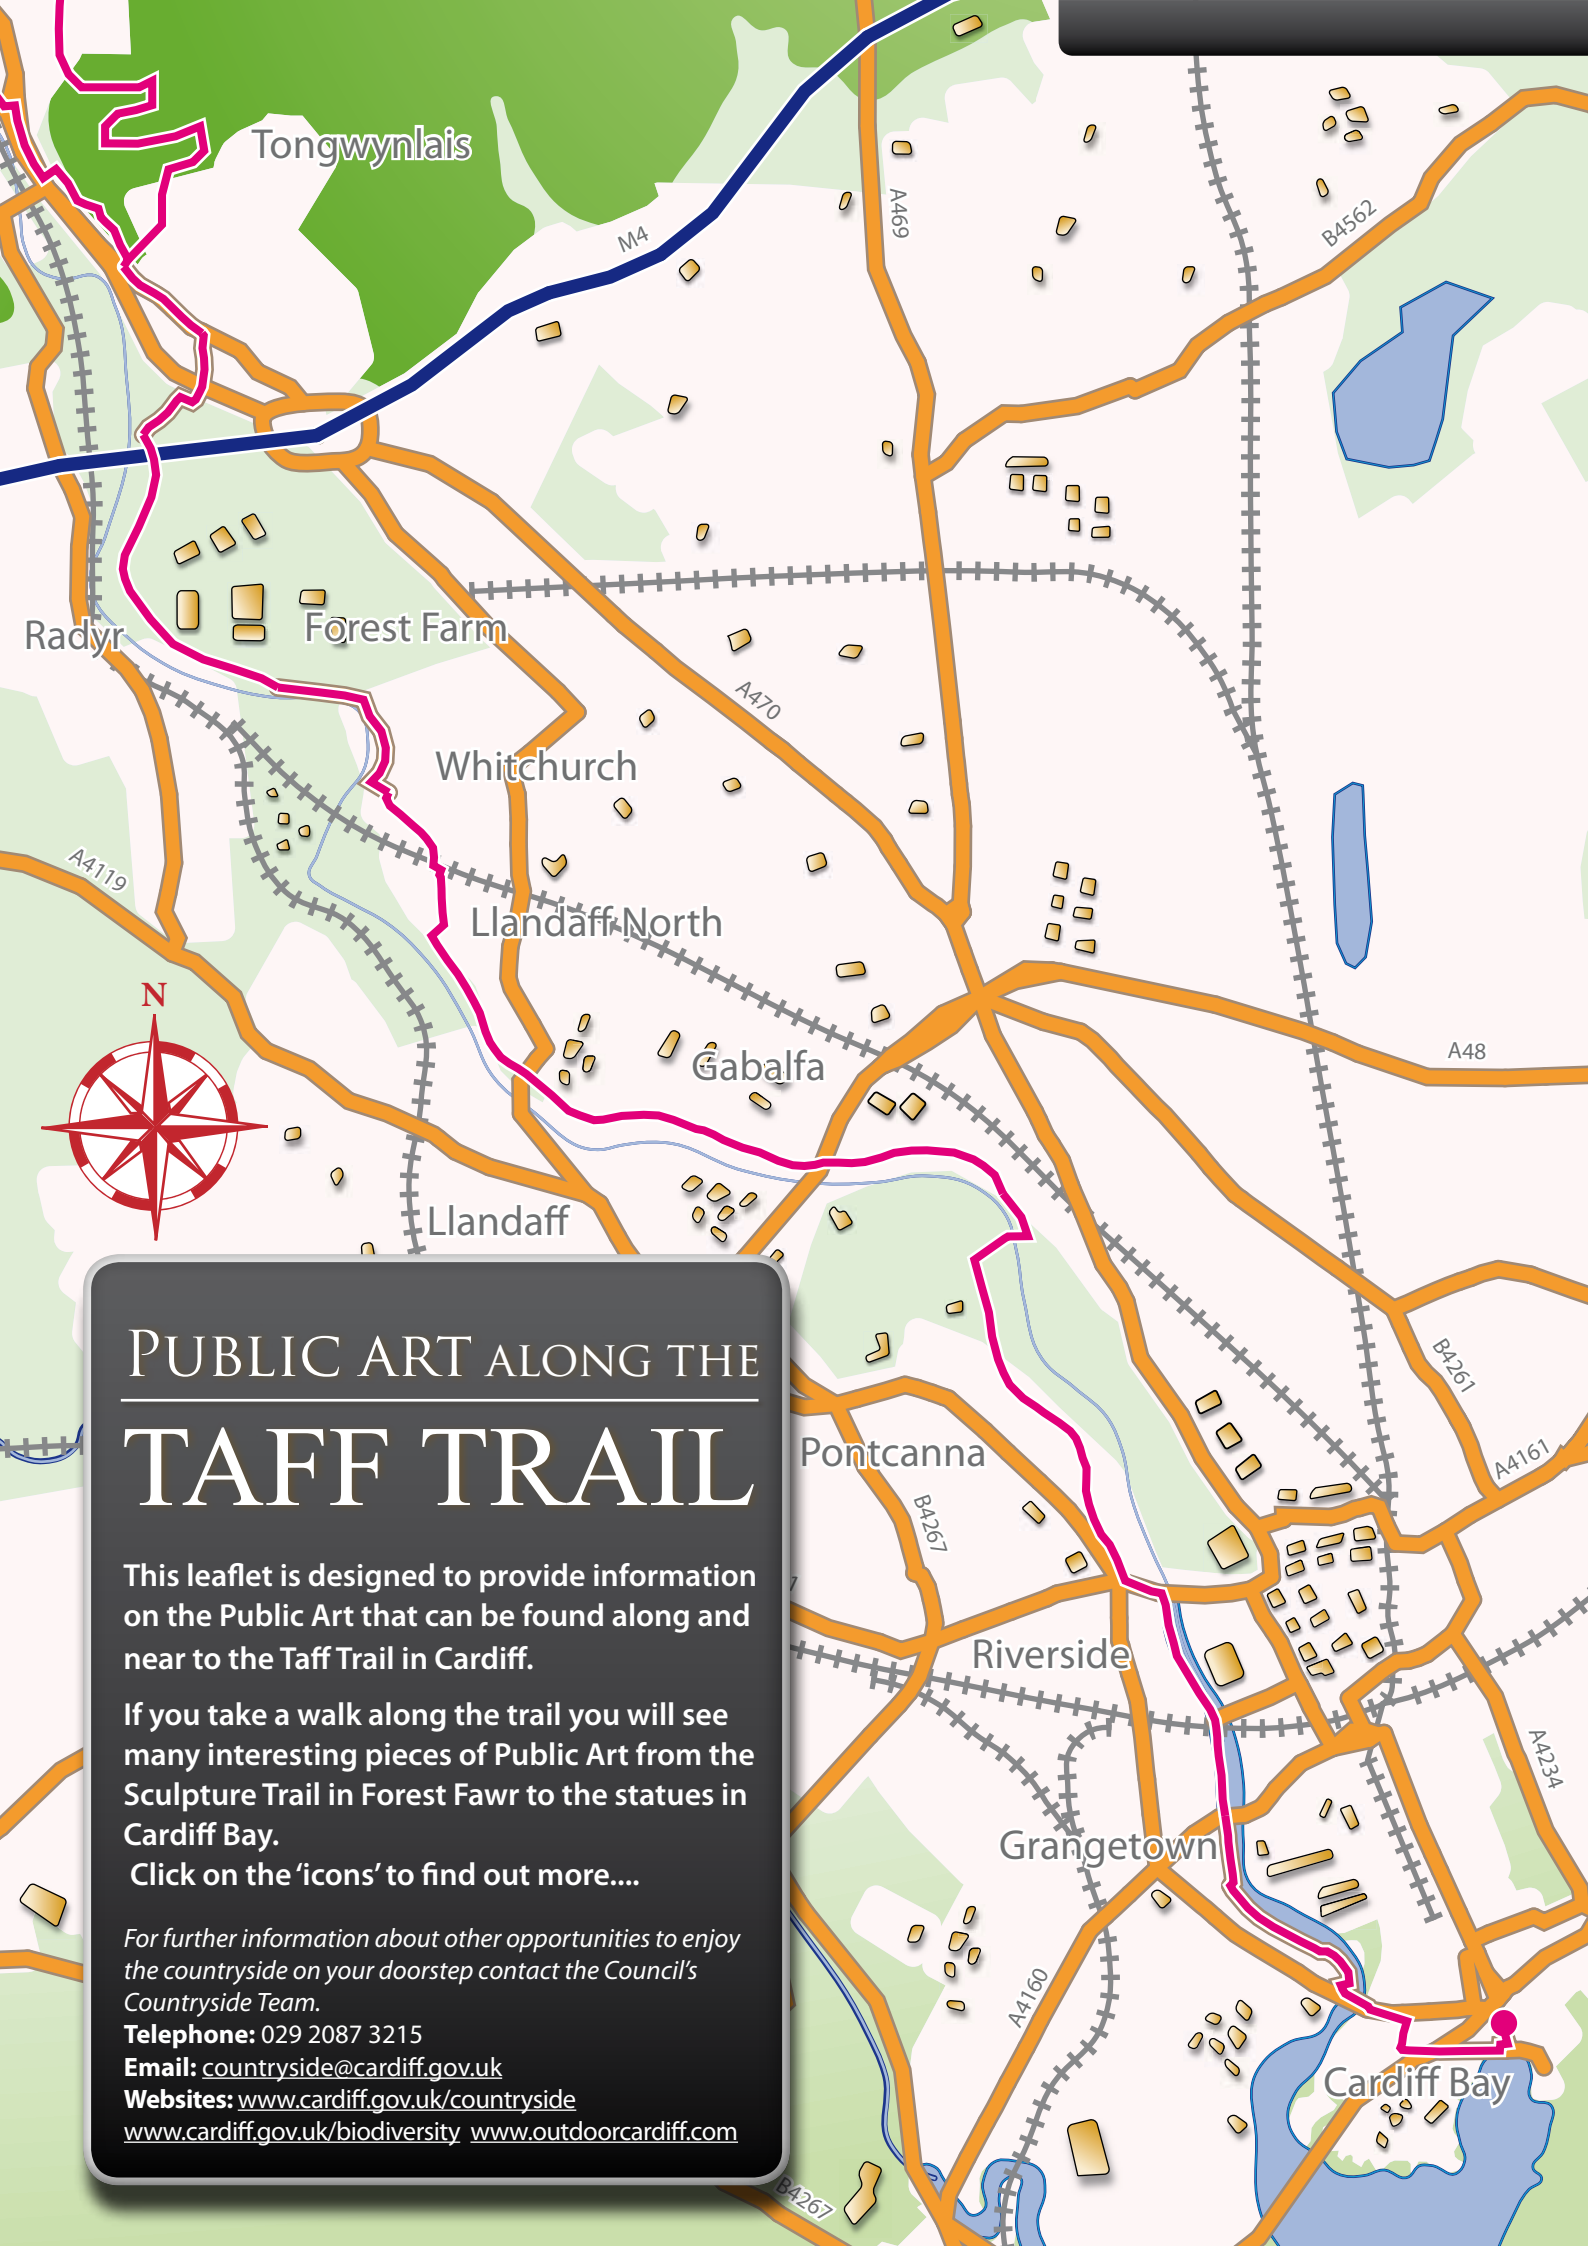 Tongwynlais
M4
A469
B4562
Radyr
Forest Farm
A470
Whitchurch
A4119
Llandaff North
N
Gabalfa
A48
Llandaff
B4261
A4161
Pontcanna
B4267
Riverside
A4234
Grangetown
A4160
Cardiff Bay
B4267
PUBLIC ART ALONG THE
TAFF TRAIL
This leaflet is designed to provide information
on the Public Art that can be found along and
near to the Taff Trail in Cardiff.
If you take a walk along the trail you will see
many interesting pieces of Public Art from the
Sculpture Trail in Forest Fawr to the statues in
Cardiff Bay.
Click on the 'icons' to find out more....
For further information about other opportunities to enjoy
the countryside on your doorstep contact the Council's
Countryside Team.
Telephone: 029 2087 3215
Email: countryside@cardiff.gov.uk
Websites: www.cardiff.gov.uk/countryside
www.cardiff.gov.uk/biodiversity www.outdoorcardiff.com